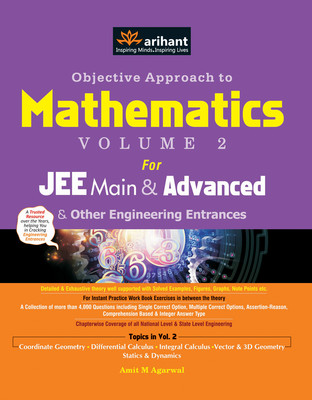 arihant
Inspiring Minds.Inspiring Lives
Objective Approach to
Mathematics
VOLUME 2
For
JEE Main & Advanced
& Other Engineering Entrances
A Trusted
Resource
over the Years,
helping You
in Cracking
Engineering
Entrances
Detailed & Exhaustive theory well supported with Solved Examples, Figures, Graphs, Note Points etc.
For Instant Practice Work Book Exercises in between the theory
A Collection of more than 4,000 Questions including Single Correct Option, Multiple Correct Options, Assertion-Reason,
Comprehension Based & Integer Answer Type
Chapterwise Coverage of all National Level & State Level Engineering
Topics in Vol. 2
Coordinate Geometry • Differential Calculus • Integral Calculus • Vector & 3D Geometry
Statics & Dynamics
Amit M Agarwal